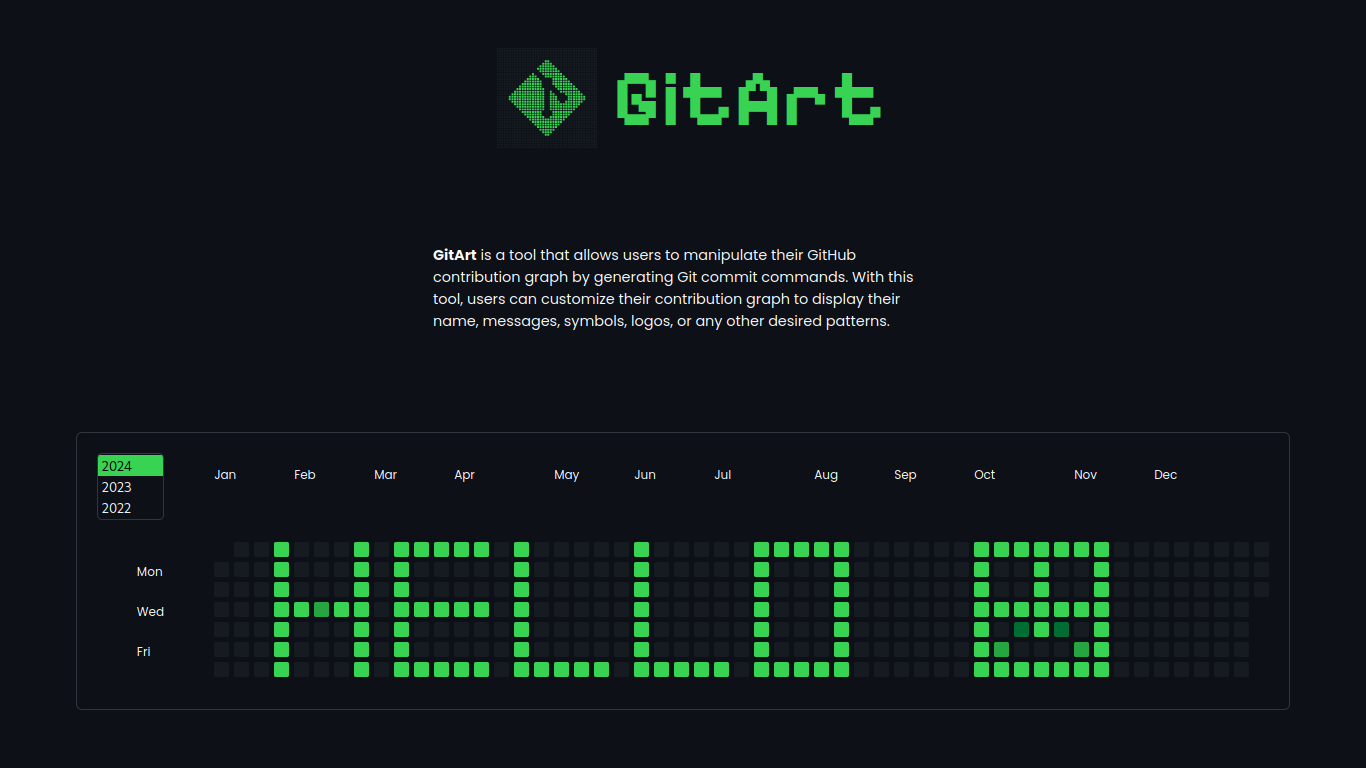 GitArt
GitArt is a tool that allows users to manipulate their GitHub
contribution graph by generating Git commit commands. With this
tool, users can customize their contribution graph to display their
name, messages, symbols, logos, or any other desired patterns.
2024
2023
2022
Jan Feb Mar Apr May Jun Jul Aug Sep Oct Nov Dec
Mon
Wed
Fri
HELLO